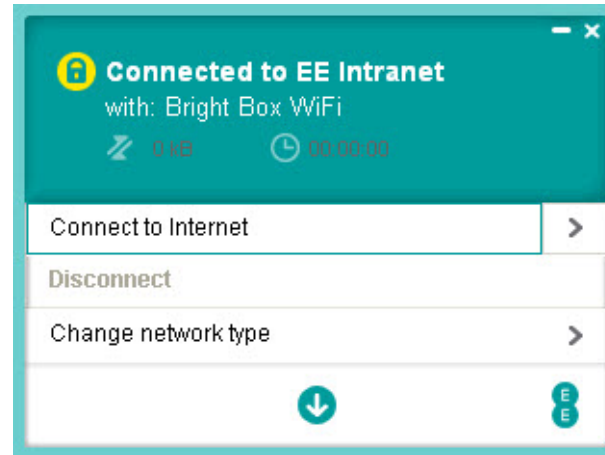 Connected to EE Intranet
with: Bright Box WiFi
0 kB 00:00:00
Connect to Internet
Disconnect
Change network type
E
E